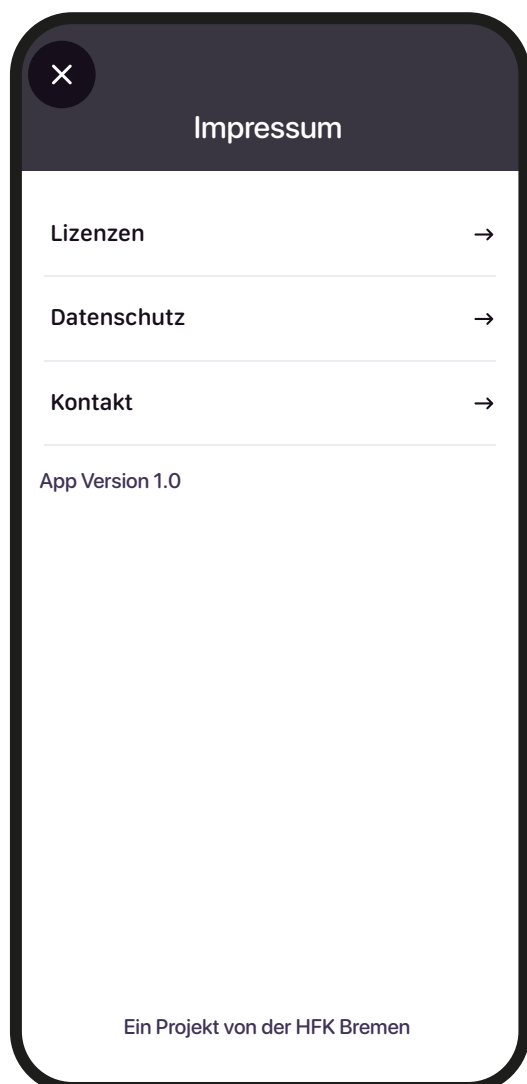 Impressum
Lizenzen
Datenschutz
Kontakt
App Version 1.0
Ein Projekt von der HFK Bremen